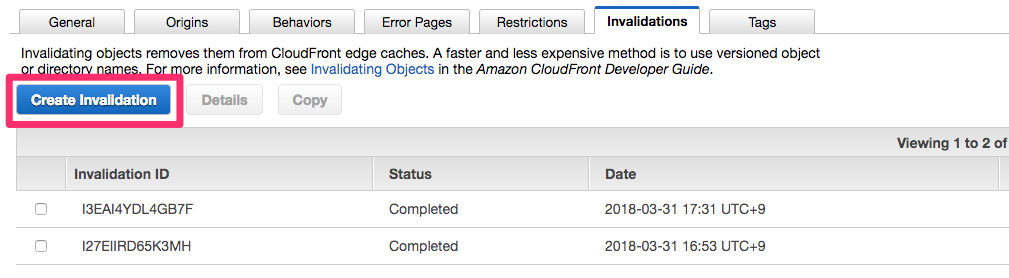 General Origins Behaviors Error Pages Restrictions Invalidations Tags
Invalidating objects removes them from CloudFront edge caches. A faster and less expensive method is to use versioned object
or directory names. For more information, see Invalidating Objects in the Amazon CloudFront Developer Guide.
Create Invalidation Details Copy
Viewing 1 to 2 of
Invalidation ID Status Date
I3EAI4YDL4GB7F Completed 2018-03-31 17:31 UTC+9
I27EIIRD65K3MH Completed 2018-03-31 16:53 UTC+9